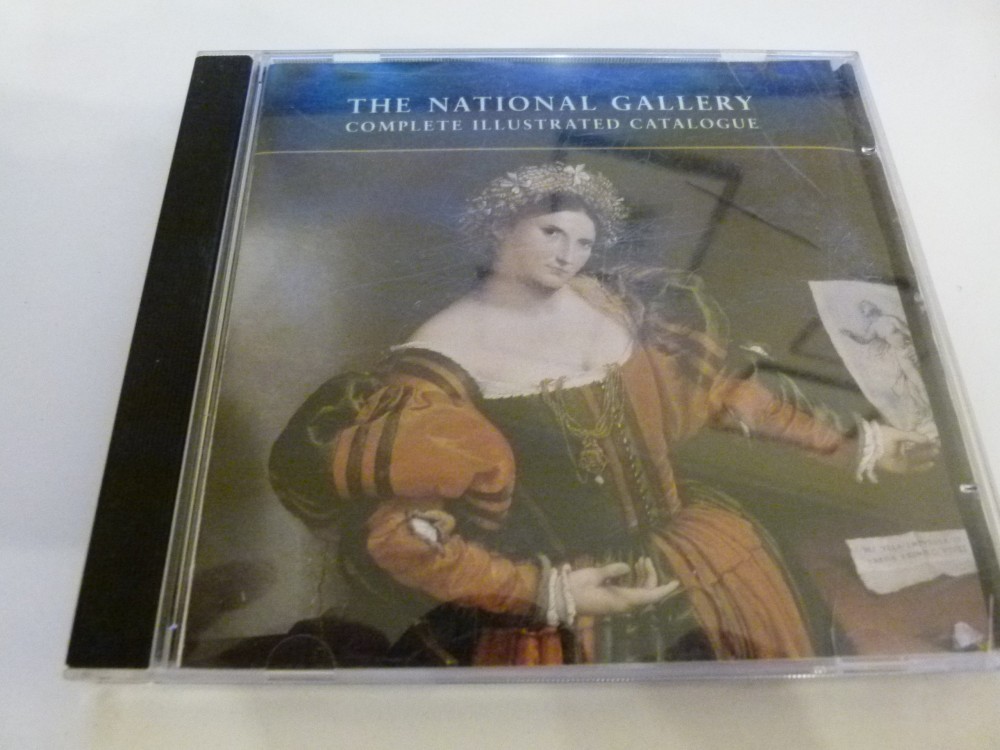 THE NATIONAL GALLERY
COMPLETE ILLUSTRATED CATALOGUE